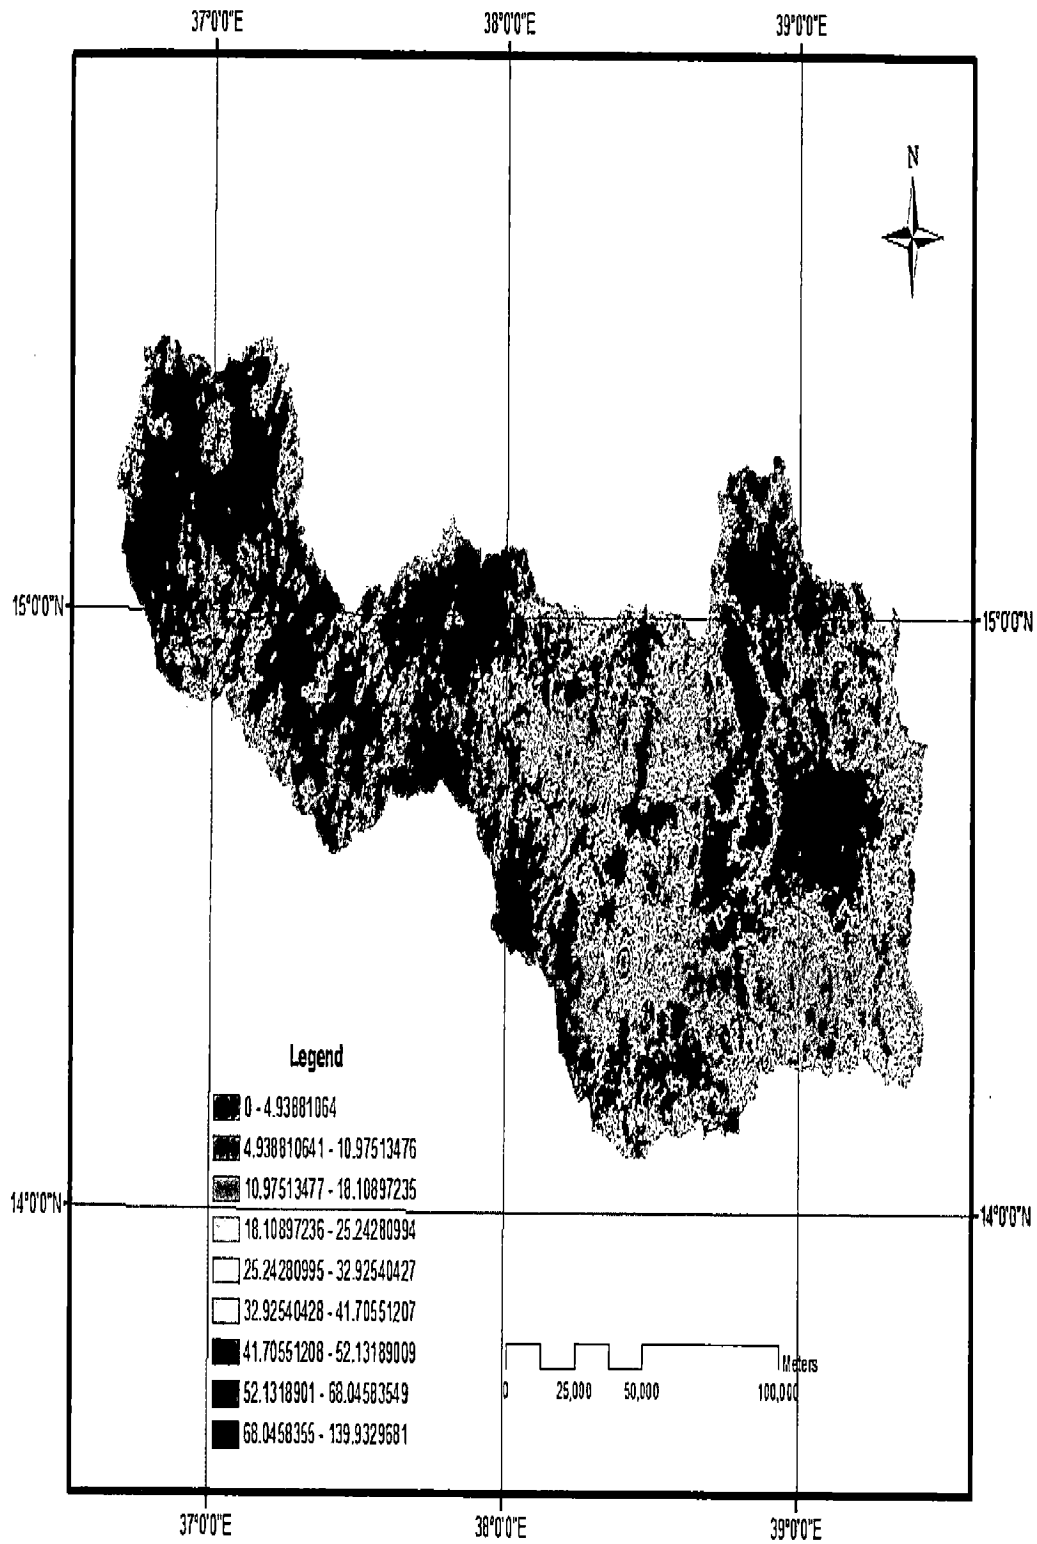 37°0'0"E 38°0'0"E 39°0'0"E
N
15°0'0"N 15°0'0"N
Legend
0 - 4.93881064
4.938810641 - 10.97513476
10.97513477 - 18.10897235
18.10897236 - 25.24280994
25.24280995 - 32.92540427
32.92540428 - 41.70551207
41.70551208 - 52.13189009
52.1318901 - 68.04583549
68.0458355 - 139.9329681
14°0'0"N 14°0'0"N
Meters
0 25,000 50,000 100,000
37°0'0"E 38°0'0"E 39°0'0"E